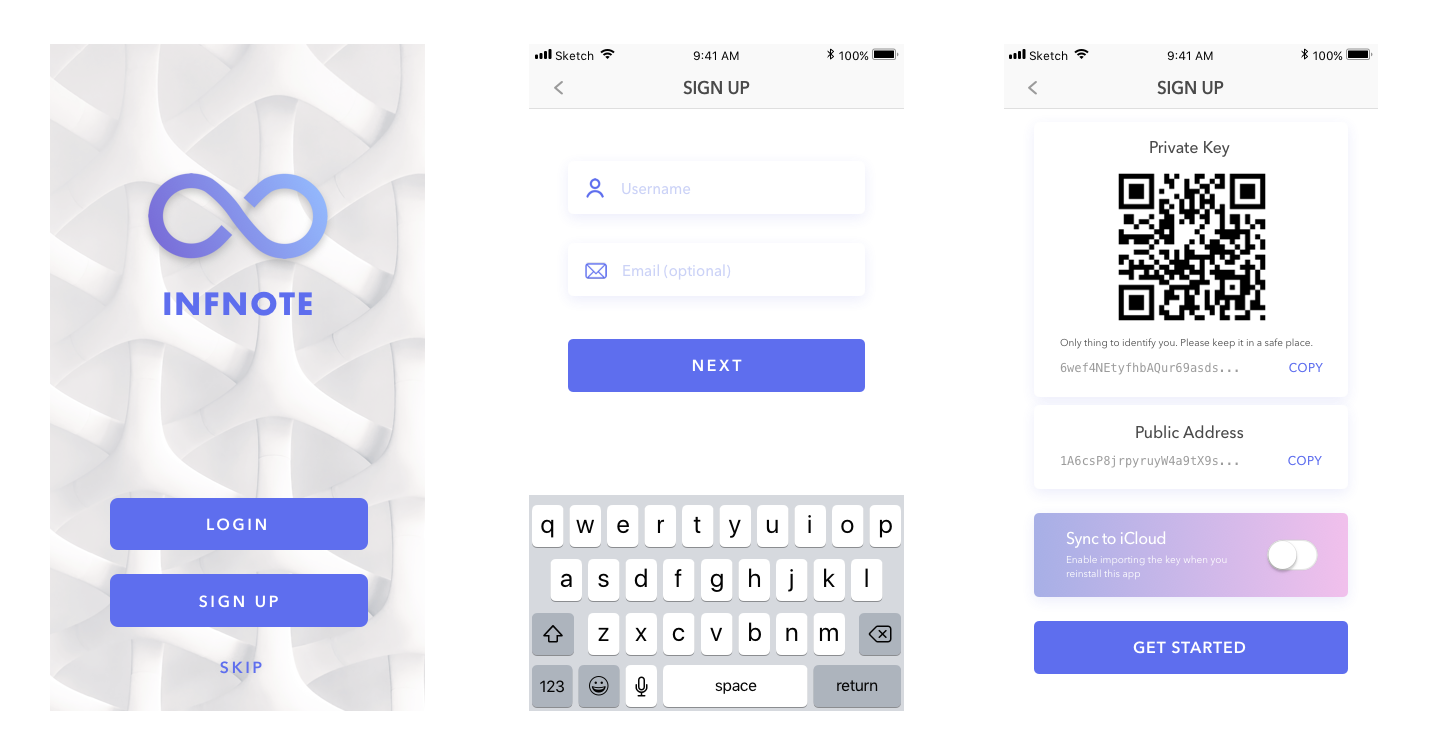 INFNOTE
LOGIN
SIGN UP
SKIP
Sketch 9:41 AM 100%
SIGN UP
Username
Email (optional)
NEXT
q w e r t y u i o p
a s d f g h j k l
z x c v b n m
123 space return
Sketch 9:41 AM 100%
SIGN UP
Private Key
Only thing to identify you. Please keep it in a safe place.
6wef4NEtyfhbAQur69asds... COPY
Public Address
1A6csP8jrpyruyW4a9tX9s... COPY
Sync to iCloud
Enable importing the key when you
reinstall this app
GET STARTED